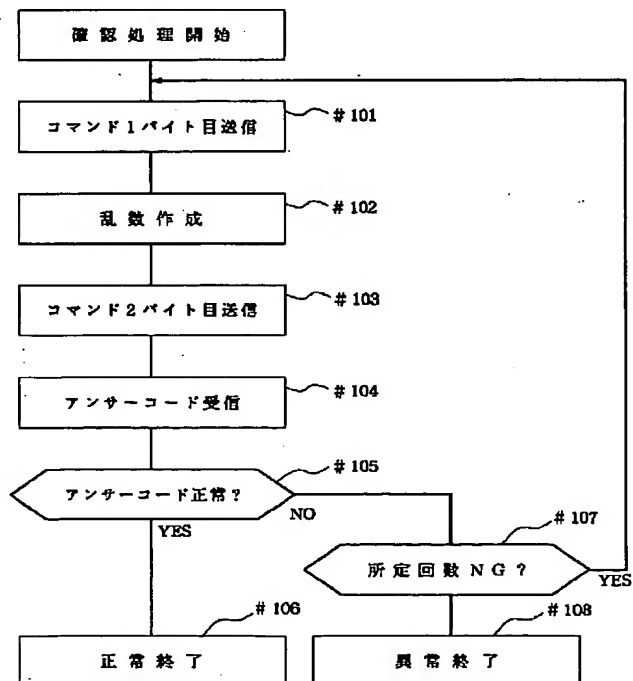 確認処理開始
コマンド1バイト目送信
#101
乱数作成
#102
コマンド2バイト目送信
#103
アンサーコード受信
#104
アンサーコード正常?
#105
NO
YES
所定回数NG?
#107
YES
正常終了
#106
異常終了
#108